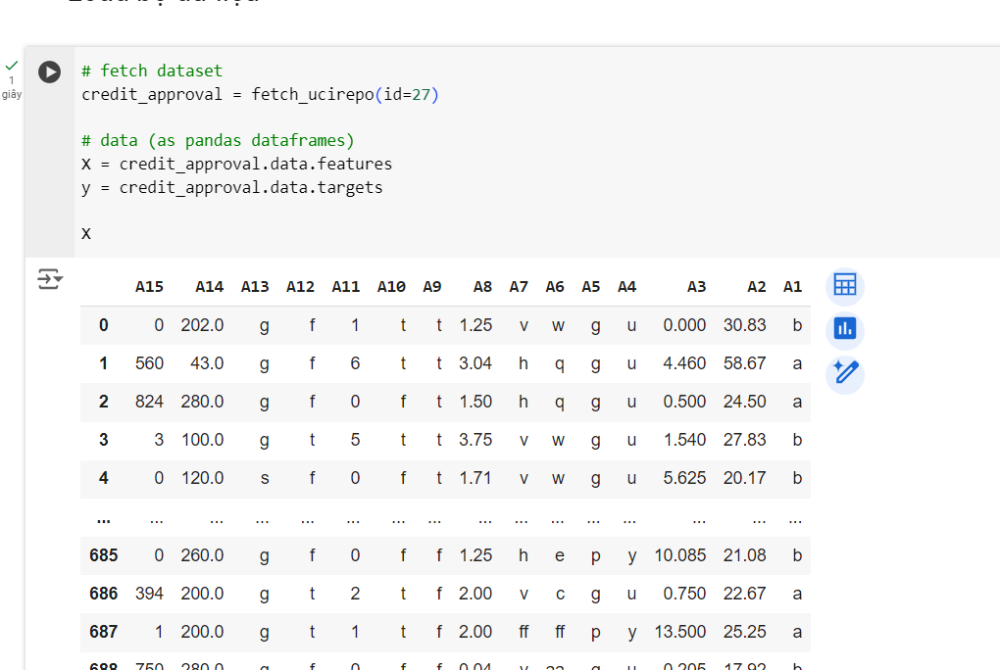 # fetch dataset
credit_approval = fetch_ucirepo(id=27)
# data (as pandas dataframes)
X = credit_approval.data.features
y = credit_approval.data.targets
X
1
giây
A15 A14 A13 A12 A11 A10 A9 A8 A7 A6 A5 A4 A3 A2 A1
0 0 202.0 g f 1 t t 1.25 v w g u 0.000 30.83 b
1 560 43.0 g f 6 t t 3.04 h q g u 4.460 58.67 a
2 824 280.0 g f 0 f t 1.50 h q g u 0.500 24.50 a
3 3 100.0 g t 5 t t 3.75 v w g u 1.540 27.83 b
4 0 120.0 s f 0 f t 1.71 v w g u 5.625 20.17 b
... ... ... ... ... ... ... ... ... ... ... ... ... ... ... ...
685 0 260.0 g f 0 f f 1.25 h e p y 10.085 21.08 b
686 394 200.0 g t 2 t f 2.00 v c g u 0.750 22.67 a
687 1 200.0 g t 1 t f 2.00 ff ff p y 13.500 25.25 a
688 750 280.0 g f 0 f f 0.04 v aa g u 0.205 17.92 b